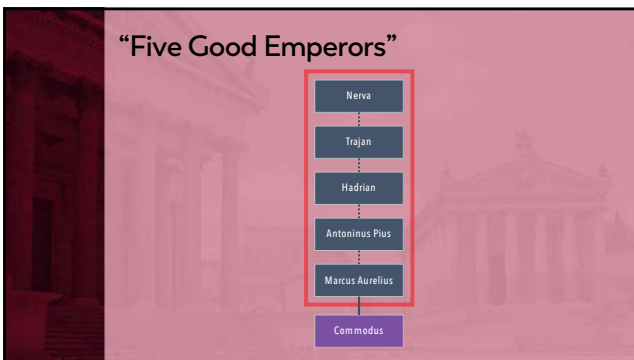 “Five Good Emperors”
Nerva
Trajan
Hadrian
Antoninus Pius
Marcus Aurelius
Commodus